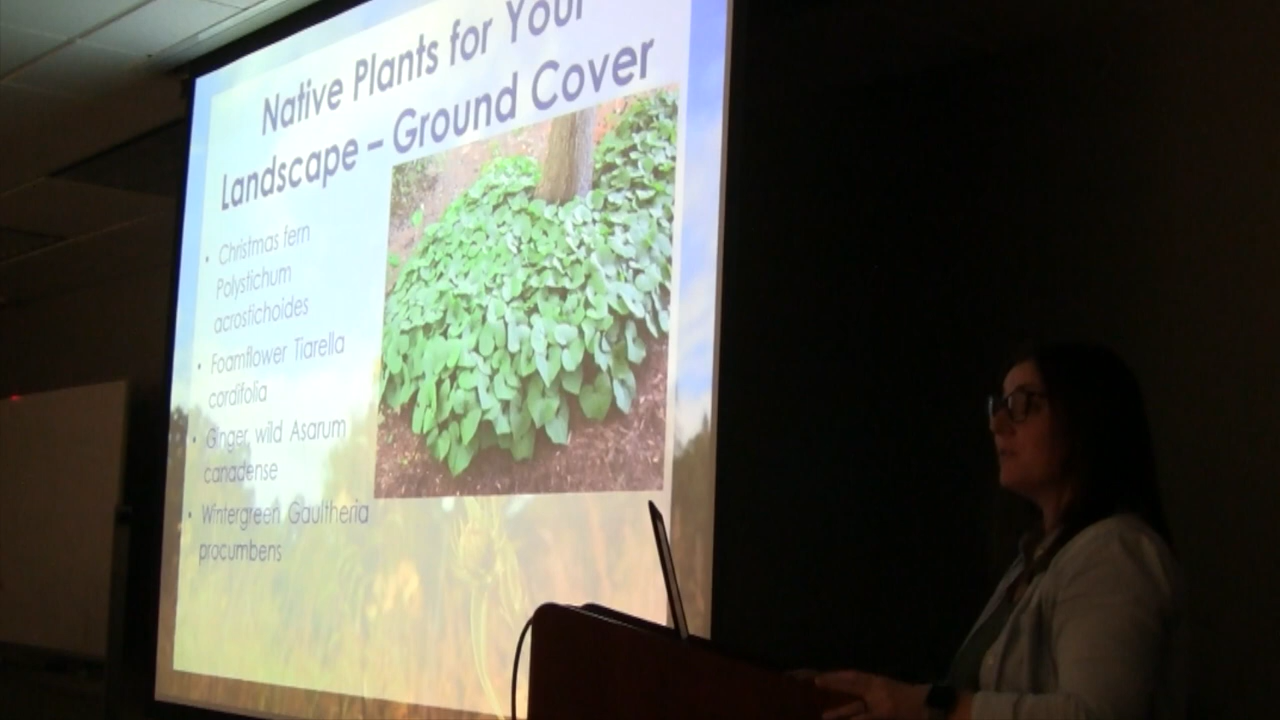 Native Plants for Your
Landscape – Ground Cover
• Christmas fern
Polystichum
acrostichoides
• Foamflower Tiarella
cordifolia
• Ginger, wild Asarum
canadense
• Wintergreen Gaultheria
procumbens